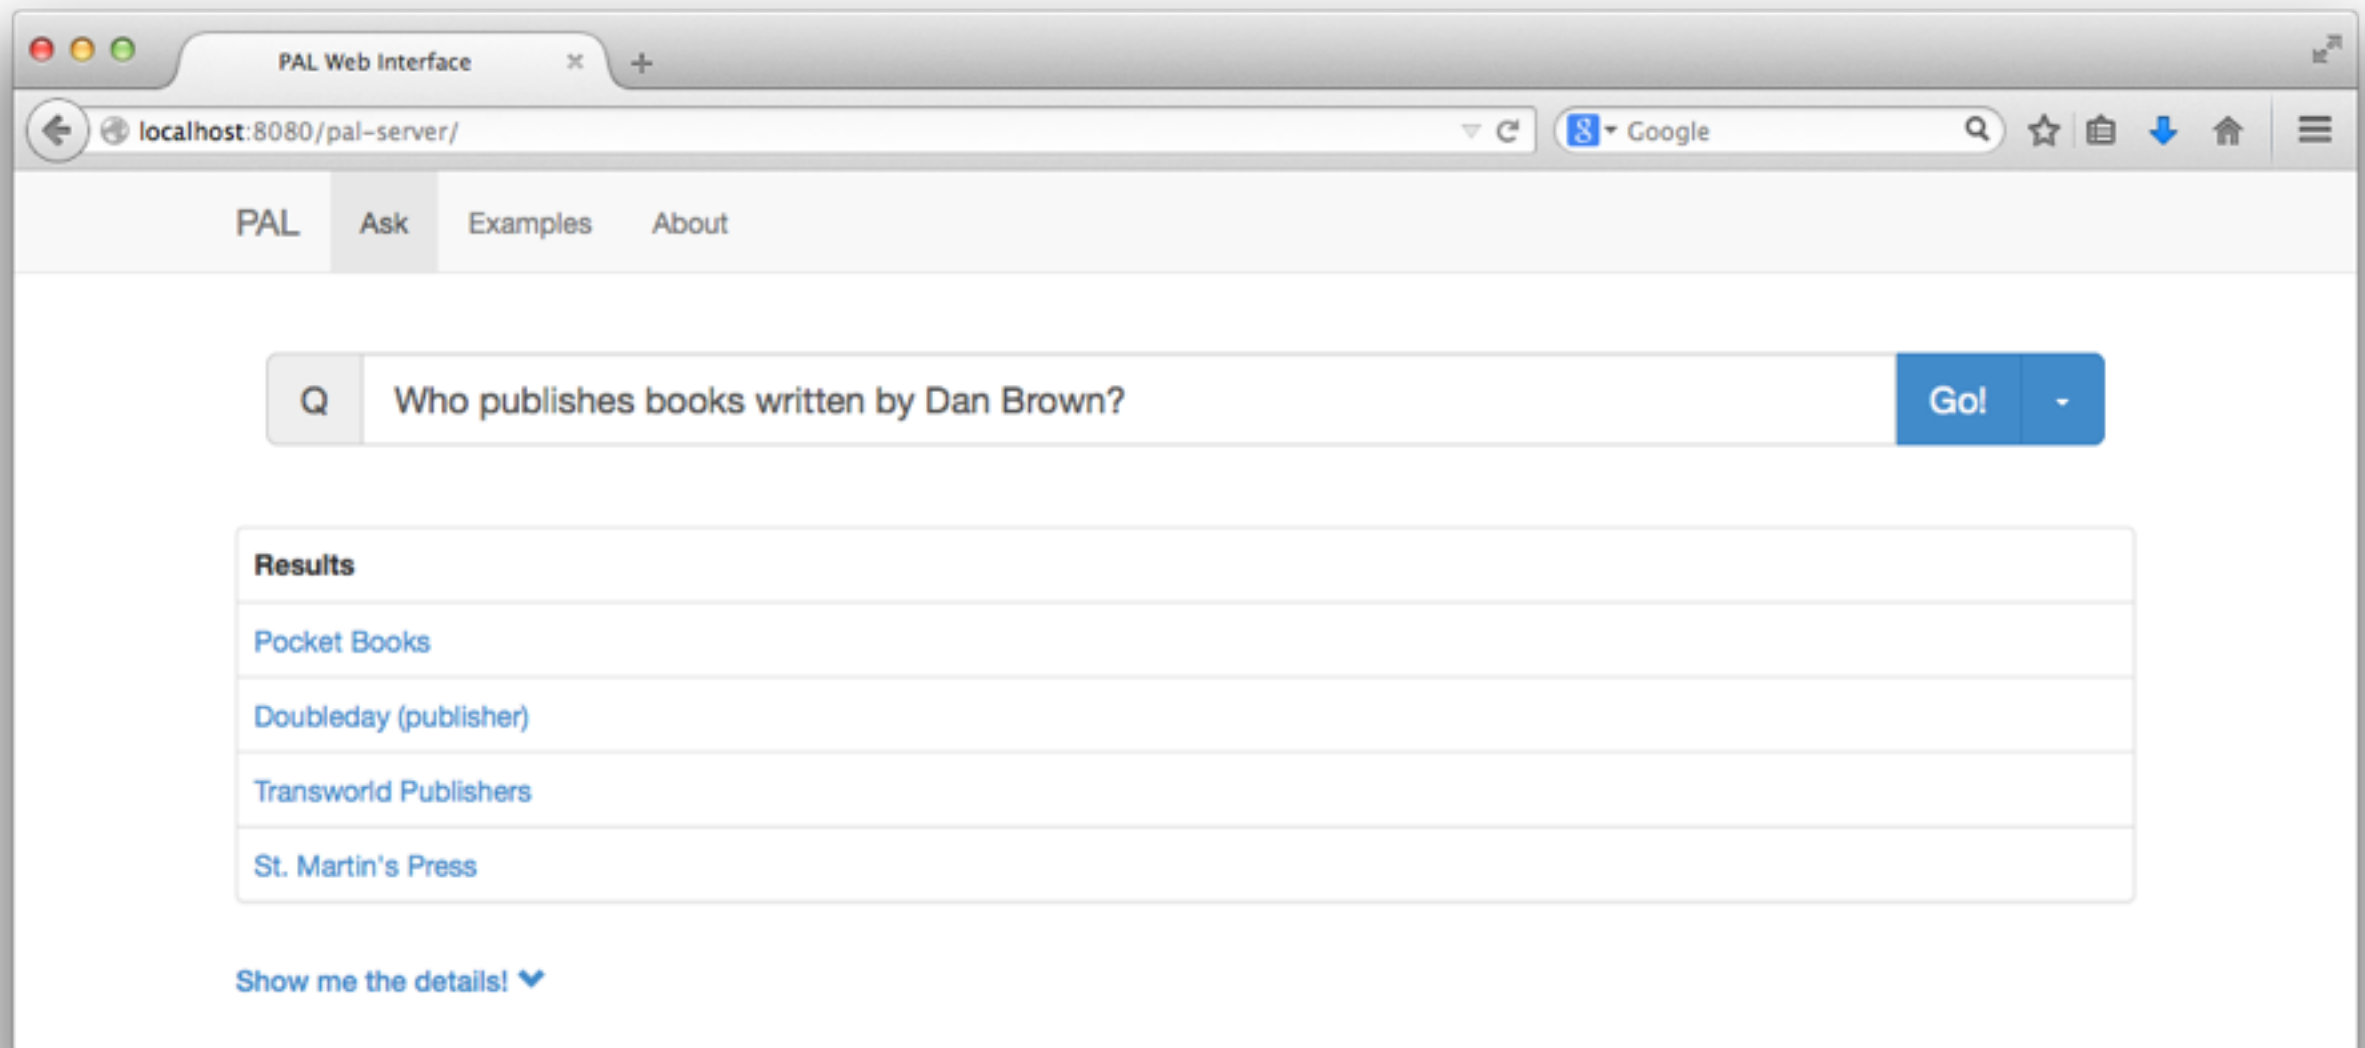 PAL Web Interface
localhost:8080/pal-server/
8 Google
PAL Ask Examples About
Q Who publishes books written by Dan Brown? Go!
Results
Pocket Books
Doubleday (publisher)
Transworld Publishers
St. Martin's Press
Show me the details!